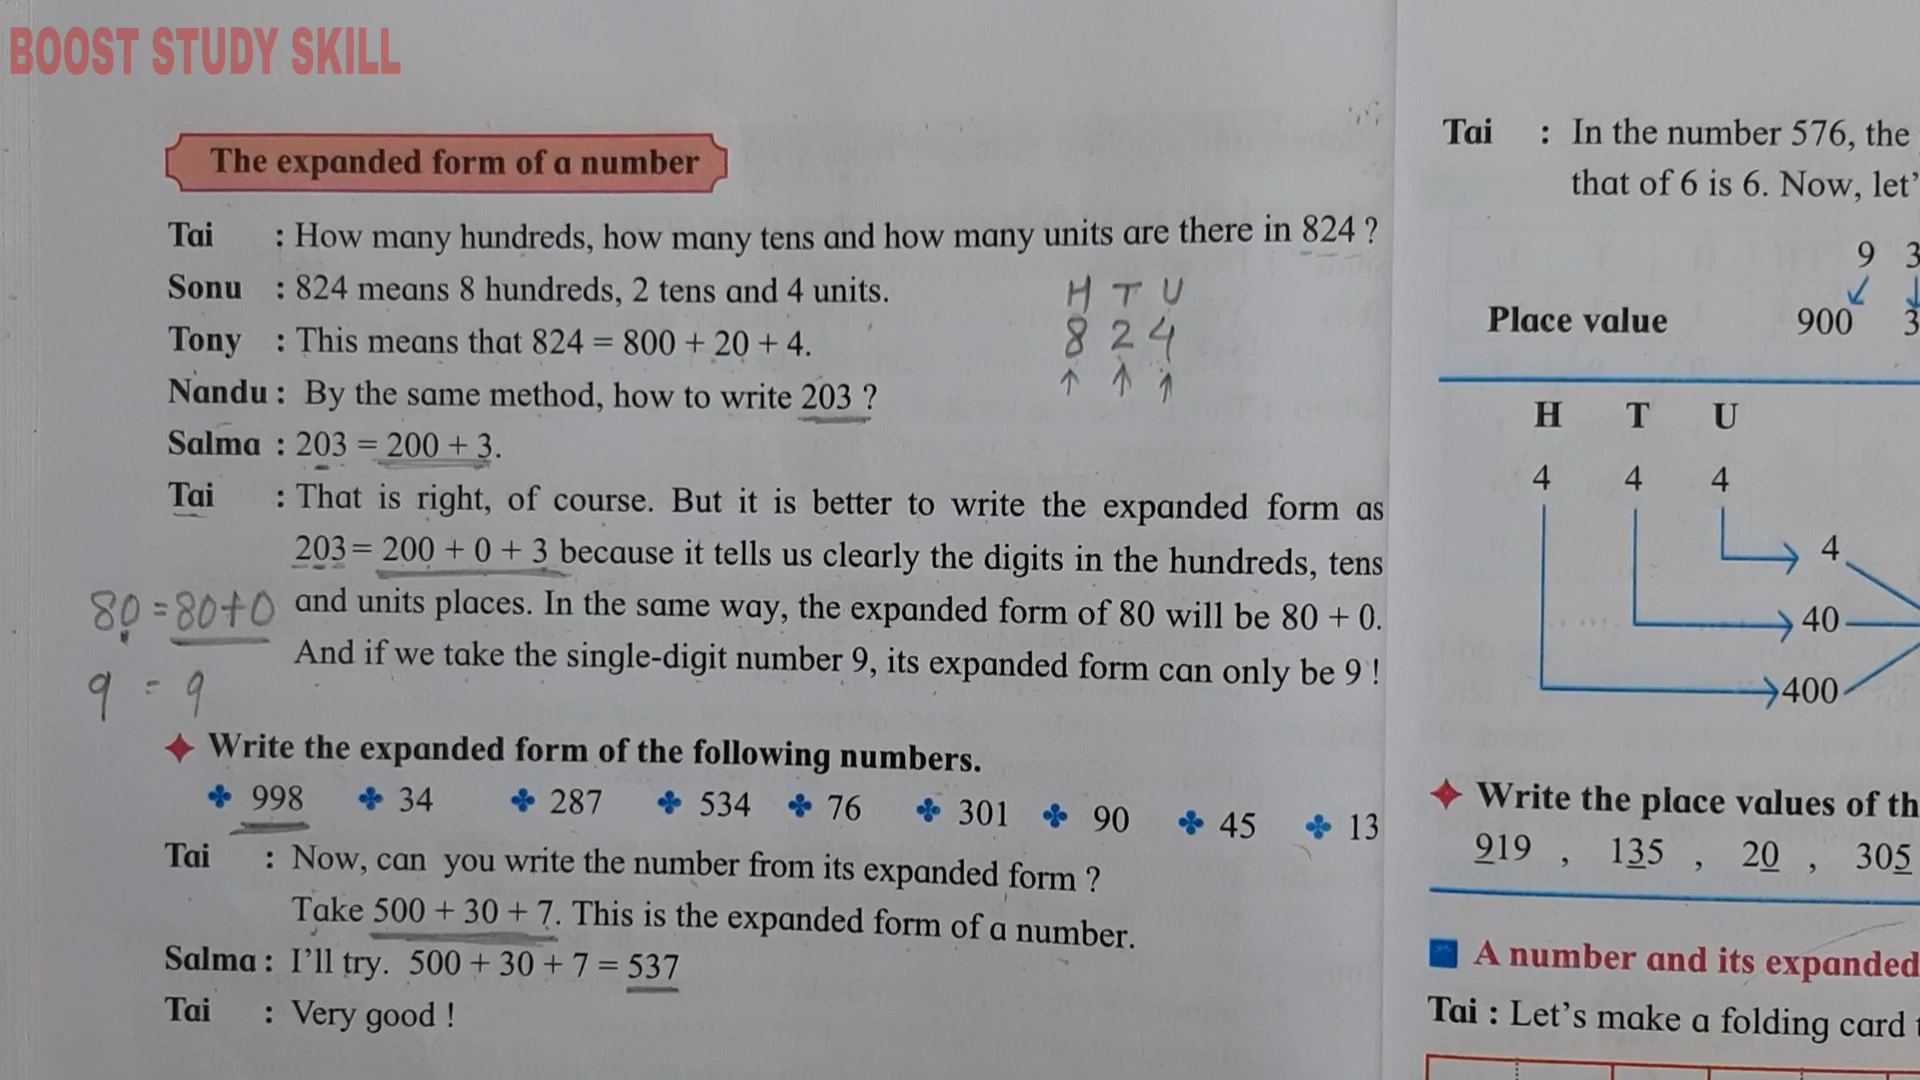 BOOST STUDY SKILL
The expanded form of a number
Tai : How many hundreds, how many tens and how many units are there in 824 ?
Sonu : 824 means 8 hundreds, 2 tens and 4 units.
H T U
Tony : This means that 824 = 800 + 20 + 4.
8 2 4
Nandu : By the same method, how to write 203 ?
Salma : 203 = 200 + 3.
Tai : That is right, of course. But it is better to write the expanded form as
203 = 200 + 0 + 3 because it tells us clearly the digits in the hundreds, tens
and units places. In the same way, the expanded form of 80 will be 80 + 0.
80 = 80+0
And if we take the single-digit number 9, its expanded form can only be 9 !
9 = 9
Write the expanded form of the following numbers.
998 34 287 534 76 301 90 45 13
Tai : Now, can you write the number from its expanded form ?
Take 500 + 30 + 7. This is the expanded form of a number.
Salma : I'll try. 500 + 30 + 7 = 537
Tai : Very good !
Tai : In the number 576, the
that of 6 is 6. Now, let'
9 3
Place value 900 3
H T U
4 4 4
4
40
400
Write the place values of th
919 , 135 , 20 , 305
A number and its expanded
Tai : Let's make a folding card